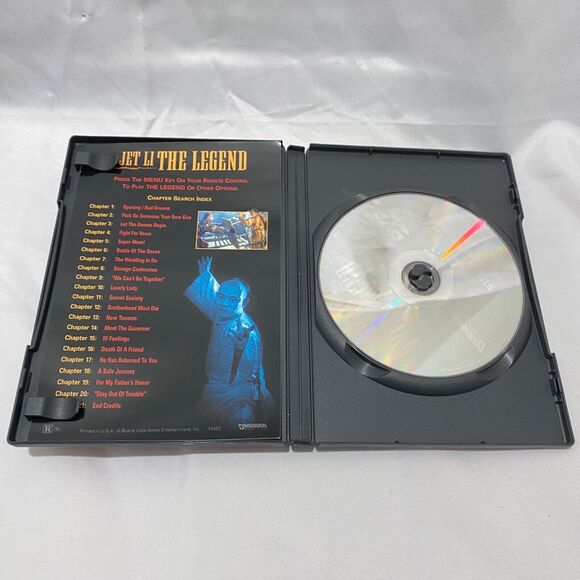 JET LI THE LEGEND
PRESS THE MENU KEY ON YOUR REMOTE CONTROL
TO PLAY THE LEGEND OR OTHER OPTIONS.
CHAPTER SEARCH INDEX
Chapter 1: Opening / Bad Dreams
Chapter 2: Pick On Someone Your Own Size
Chapter 3: Let The Games Begin
Chapter 4: Fight For Vows
Chapter 5: Super Mom!
Chapter 6: Battle Of The Sexes
Chapter 7: The Wedding Is On
Chapter 8: Strange Confession
Chapter 9: "We Can't Be Together"
Chapter 10: Lovely Lady
Chapter 11: Secret Society
Chapter 12: Brotherhood Must Die
Chapter 13: New Tenants
Chapter 14: Meet The Governor
Chapter 15: Ill Feelings
Chapter 16: Death Of A Friend
Chapter 17: He Has Returned To You
Chapter 18: A Safe Journey
Chapter 19: For My Father's Honor
Chapter 20: "Stay Out Of Trouble"
21: End Credits
R
Printed in U.S.A. © Buena Vista Home Entertainment, Inc.
DIMENSION